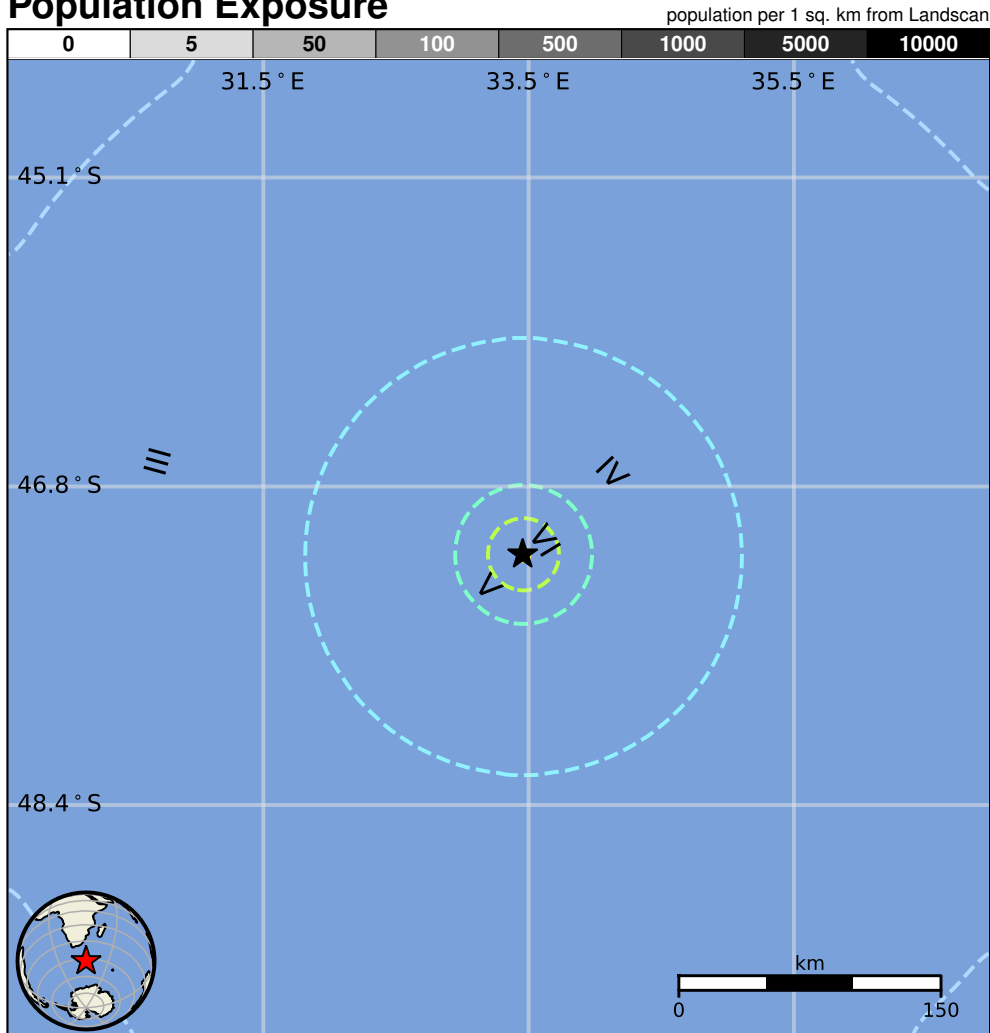 Population Exposure
population per 1 sq. km from Landscan
0 5 50 100 500 1000 5000 10000
31.5°E 33.5°E 35.5°E
45.1°S
III
IV
46.8°S
VI
V
48.4°S
km
0 150